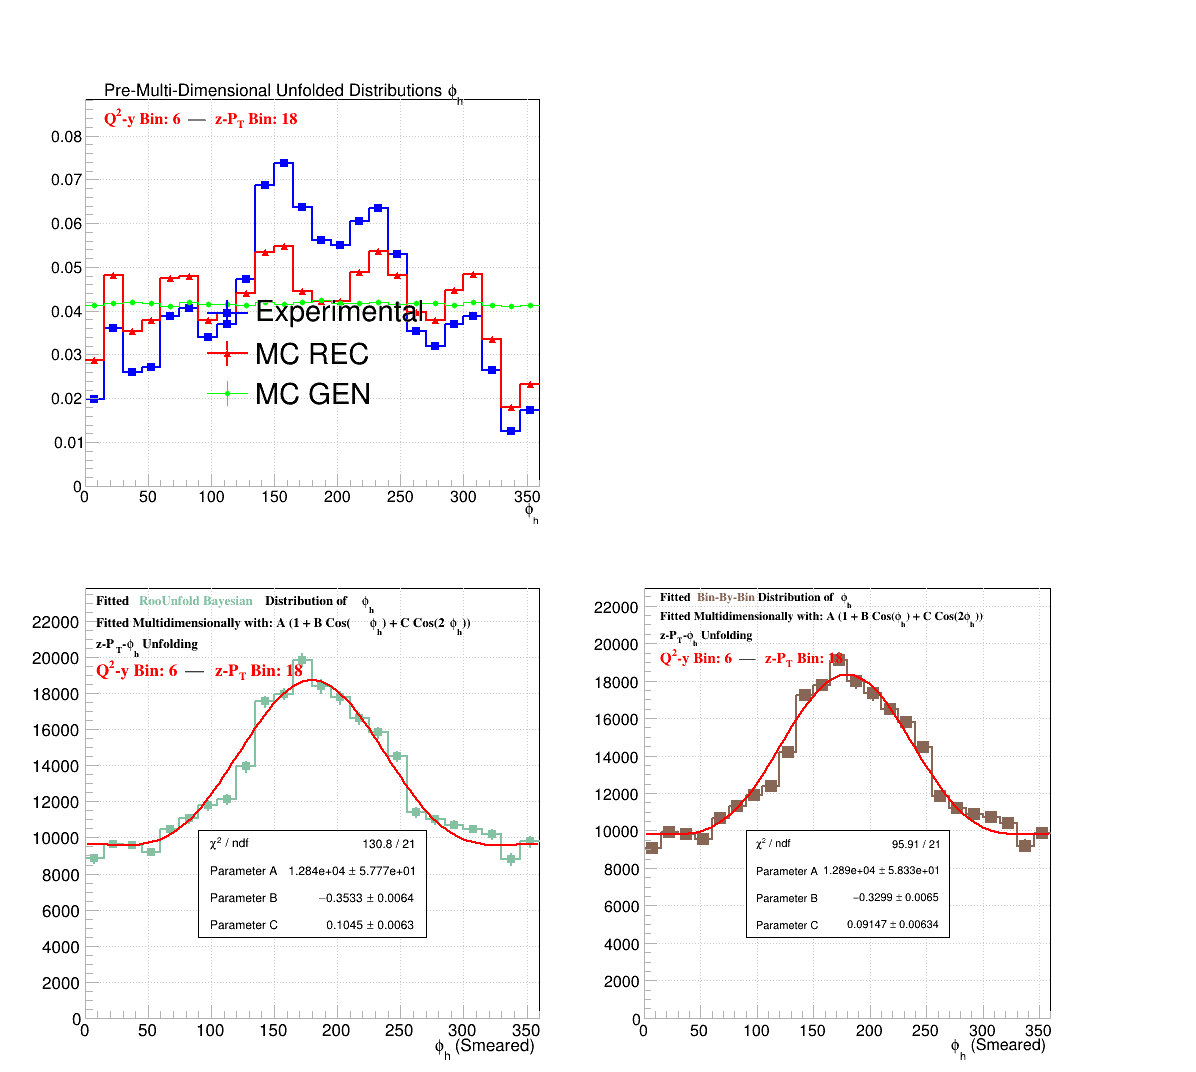 Pre-Multi-Dimensional Unfolded Distributions ϕh
Q2-y Bin: 6 — z-PT Bin: 18
0.08
0.07
0.06
0.05
0.04
0.03
0.02
0.01
0
Experimental
MC REC
MC GEN
0 50 100 150 200 250 300 350
ϕh
Fitted RooUnfold Bayesian Distribution of ϕh
Fitted Multidimensionally with: A (1 + B Cos( ϕh) + C Cos(2 ϕh))
z-PT-ϕh Unfolding
Q2-y Bin: 6 — z-PT Bin: 18
22000
20000
18000
16000
14000
12000
10000
8000
6000
4000
2000
0
χ2 / ndf 130.8 / 21
Parameter A 1.284e+04 ± 5.777e+01
Parameter B −0.3533 ± 0.0064
Parameter C 0.1045 ± 0.0063
0 50 100 150 200 250 300 350
ϕh (Smeared)
Fitted Bin-By-Bin Distribution of ϕh
Fitted Multidimensionally with: A (1 + B Cos(ϕh) + C Cos(2ϕh))
z-PT-ϕh Unfolding
Q2-y Bin: 6 — z-PT Bin: 18
22000
20000
18000
16000
14000
12000
10000
8000
6000
4000
2000
0
χ2 / ndf 95.91 / 21
Parameter A 1.289e+04 ± 5.833e+01
Parameter B −0.3299 ± 0.0065
Parameter C 0.09147 ± 0.00634
0 50 100 150 200 250 300 350
ϕh (Smeared)